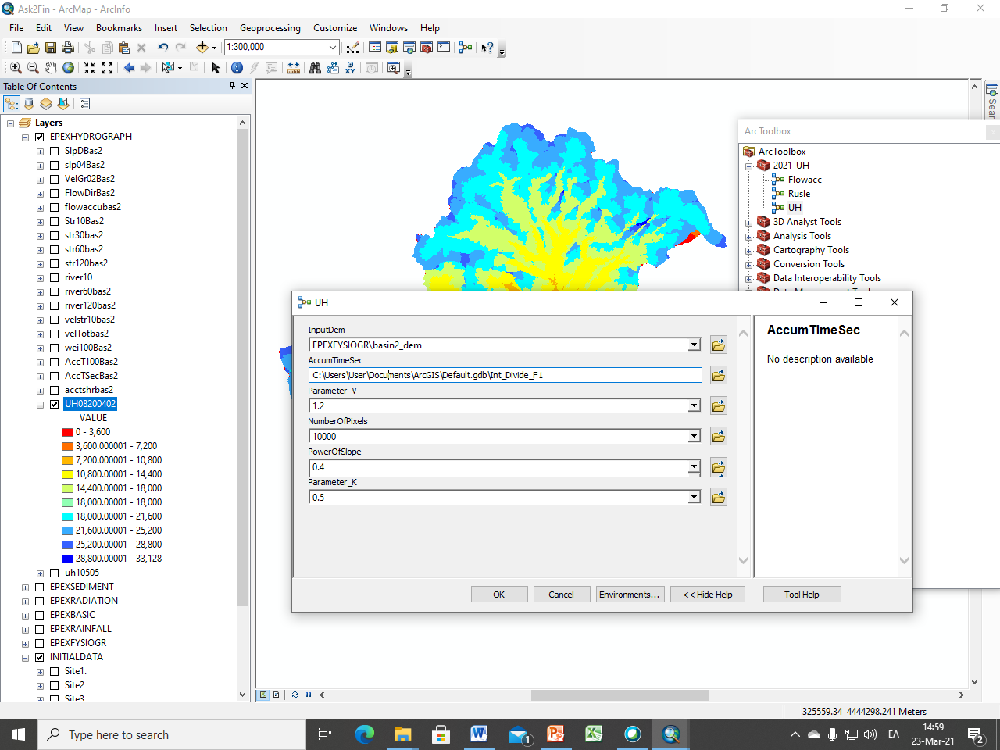 Ask2Fin - ArcMap - ArcInfo
File Edit View Bookmarks Insert Selection Geoprocessing Customize Windows Help
1:300,000
Table Of Contents
Layers
EPEXHYDROGRAPH
SlpDBas2
slp04Bas2
VelGr02Bas2
FlowDirBas2
flowaccubas2
Str10Bas2
str30bas2
str60bas2
str120bas2
river10
river60bas2
river120bas2
velstr10bas2
velTotbas2
wei100Bas2
AccT100Bas2
AccTSecBas2
acctshrbas2
UH08200402
VALUE
0 - 3,600
3,600.000001 - 7,200
7,200.000001 - 10,800
10,800.00001 - 14,400
14,400.00001 - 18,000
18,000.00001 - 18,000
18,000.00001 - 21,600
21,600.00001 - 25,200
25,200.00001 - 28,800
28,800.00001 - 33,128
uh10505
EPEXSEDIMENT
EPEXRADIATION
EPEXBASIC
EPEXRAINFALL
EPEXFYSIOGR
INITIALDATA
Site1.
Site2
Site3
ArcToolbox
ArcToolbox
2021_UH
Flowacc
Rusle
UH
3D Analyst Tools
Analysis Tools
Cartography Tools
Conversion Tools
Data Interoperability Tools
Data Management Tools
Sear
UH
InputDem
EPEXFYSIOGR\basin2_dem
AccumTimeSec
C:\Users\User\Documents\ArcGIS\Default.gdb\Int_Divide_F1
Parameter_V
1.2
NumberOfPixels
10000
PowerOfSlope
0.4
Parameter_K
0.5
AccumTimeSec
No description available
OK Cancel Environments... << Hide Help Tool Help
325559.34 4444298.241 Meters
Type here to search
1
ΕΛ
14:59
23-Mar-21
2